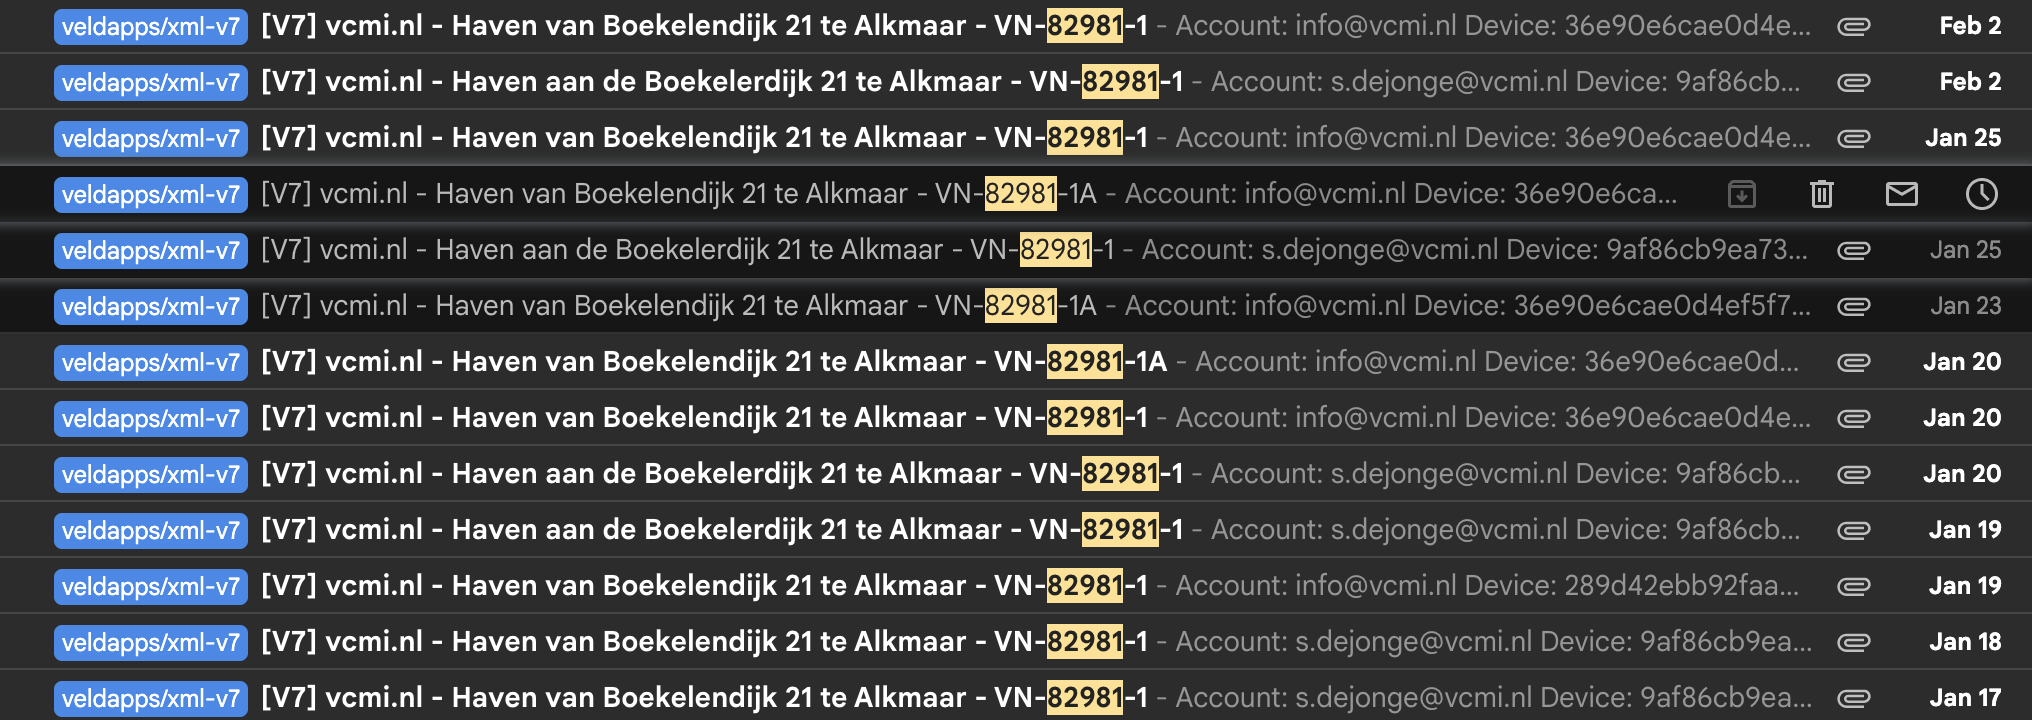 veldapps/xml-v7 [V7] vcmi.nl - Haven van Boekelendijk 21 te Alkmaar - VN-82981-1 - Account: info@vcmi.nl Device: 36e90e6cae0d4e... Feb 2
veldapps/xml-v7 [V7] vcmi.nl - Haven aan de Boekelerdijk 21 te Alkmaar - VN-82981-1 - Account: s.dejonge@vcmi.nl Device: 9af86cb... Feb 2
veldapps/xml-v7 [V7] vcmi.nl - Haven van Boekelendijk 21 te Alkmaar - VN-82981-1 - Account: info@vcmi.nl Device: 36e90e6cae0d4e... Jan 25
veldapps/xml-v7 [V7] vcmi.nl - Haven van Boekelendijk 21 te Alkmaar - VN-82981-1A - Account: info@vcmi.nl Device: 36e90e6ca...
veldapps/xml-v7 [V7] vcmi.nl - Haven aan de Boekelerdijk 21 te Alkmaar - VN-82981-1 - Account: s.dejonge@vcmi.nl Device: 9af86cb9ea73... Jan 25
veldapps/xml-v7 [V7] vcmi.nl - Haven van Boekelendijk 21 te Alkmaar - VN-82981-1A - Account: info@vcmi.nl Device: 36e90e6cae0d4ef5f7... Jan 23
veldapps/xml-v7 [V7] vcmi.nl - Haven van Boekelendijk 21 te Alkmaar - VN-82981-1A - Account: info@vcmi.nl Device: 36e90e6cae0d... Jan 20
veldapps/xml-v7 [V7] vcmi.nl - Haven van Boekelendijk 21 te Alkmaar - VN-82981-1 - Account: info@vcmi.nl Device: 36e90e6cae0d4e... Jan 20
veldapps/xml-v7 [V7] vcmi.nl - Haven aan de Boekelerdijk 21 te Alkmaar - VN-82981-1 - Account: s.dejonge@vcmi.nl Device: 9af86cb... Jan 20
veldapps/xml-v7 [V7] vcmi.nl - Haven aan de Boekelerdijk 21 te Alkmaar - VN-82981-1 - Account: s.dejonge@vcmi.nl Device: 9af86cb... Jan 19
veldapps/xml-v7 [V7] vcmi.nl - Haven van Boekelendijk 21 te Alkmaar - VN-82981-1 - Account: info@vcmi.nl Device: 289d42ebb92faa... Jan 19
veldapps/xml-v7 [V7] vcmi.nl - Haven van Boekelendijk 21 te Alkmaar - VN-82981-1 - Account: s.dejonge@vcmi.nl Device: 9af86cb9ea... Jan 18
veldapps/xml-v7 [V7] vcmi.nl - Haven van Boekelendijk 21 te Alkmaar - VN-82981-1 - Account: s.dejonge@vcmi.nl Device: 9af86cb9ea... Jan 17